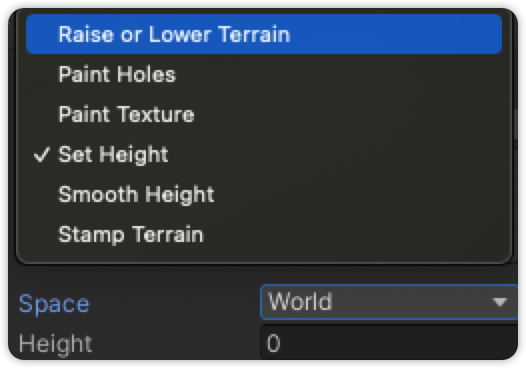 Raise or Lower Terrain
Paint Holes
Paint Texture
✓ Set Height
Smooth Height
Stamp Terrain
Space World
Height 0